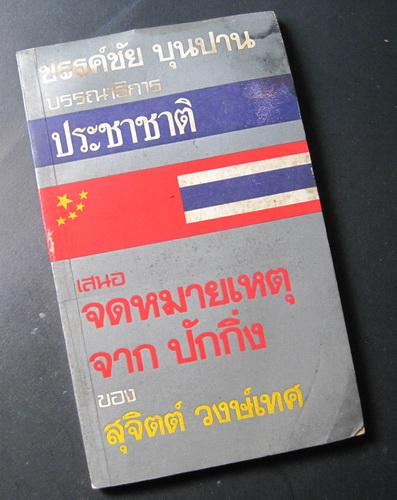 ขรรค์ชัย บุนปาน
บรรณาธิการ
ประชาชาติ
เสนอ
จดหมายเหตุ
จาก ปักกิ่ง
ของ
สุจิตต์ วงษ์เทศ